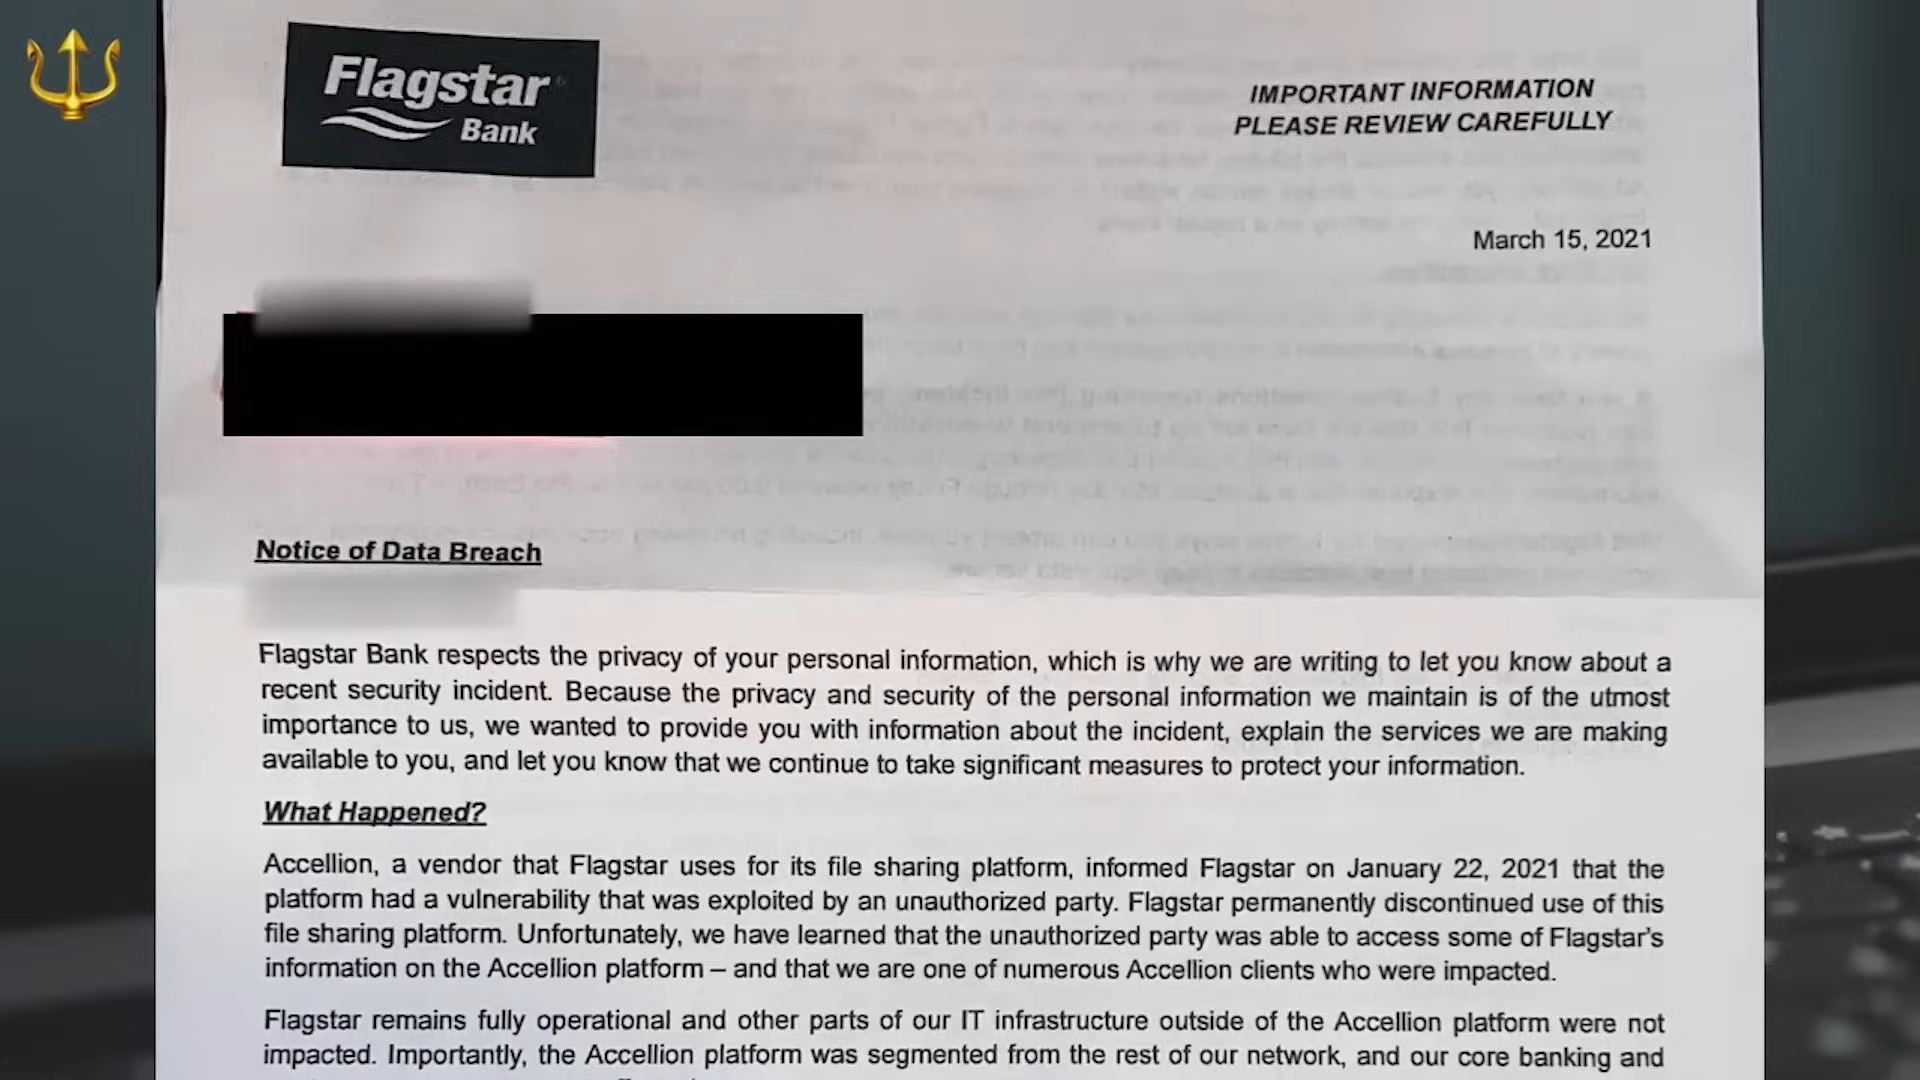 Flagstar
Bank
IMPORTANT INFORMATION
PLEASE REVIEW CAREFULLY
March 15, 2021
Notice of Data Breach
Flagstar Bank respects the privacy of your personal information, which is why we are writing to let you know about a
recent security incident. Because the privacy and security of the personal information we maintain is of the utmost
importance to us, we wanted to provide you with information about the incident, explain the services we are making
available to you, and let you know that we continue to take significant measures to protect your information.
What Happened?
Accellion, a vendor that Flagstar uses for its file sharing platform, informed Flagstar on January 22, 2021 that the
platform had a vulnerability that was exploited by an unauthorized party. Flagstar permanently discontinued use of this
file sharing platform. Unfortunately, we have learned that the unauthorized party was able to access some of Flagstar's
information on the Accellion platform – and that we are one of numerous Accellion clients who were impacted.
Flagstar remains fully operational and other parts of our IT infrastructure outside of the Accellion platform were not
impacted. Importantly, the Accellion platform was segmented from the rest of our network, and our core banking and